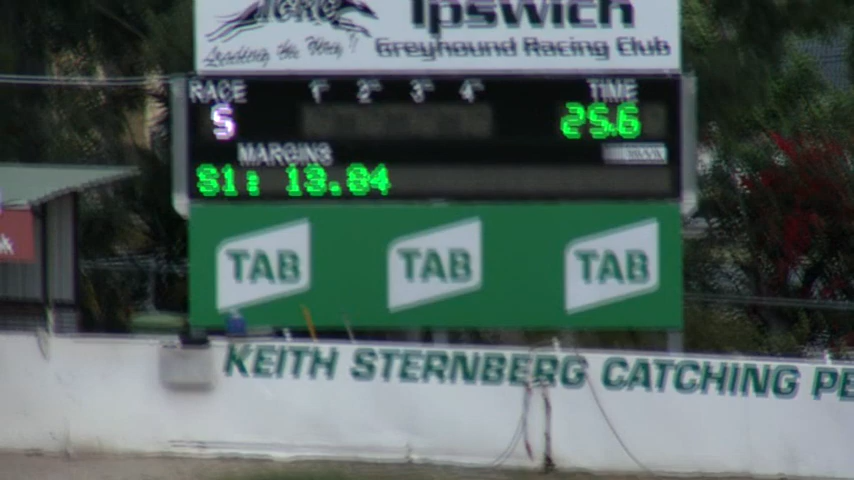 Ipswich
Leading the Way!!
Greyhound Racing Club
RACE 1st 2nd 3rd 4th TIME
5 25.6
MARGINS
S1: 13.84
TAB TAB TAB
KEITH STERNBERG CATCHING PE